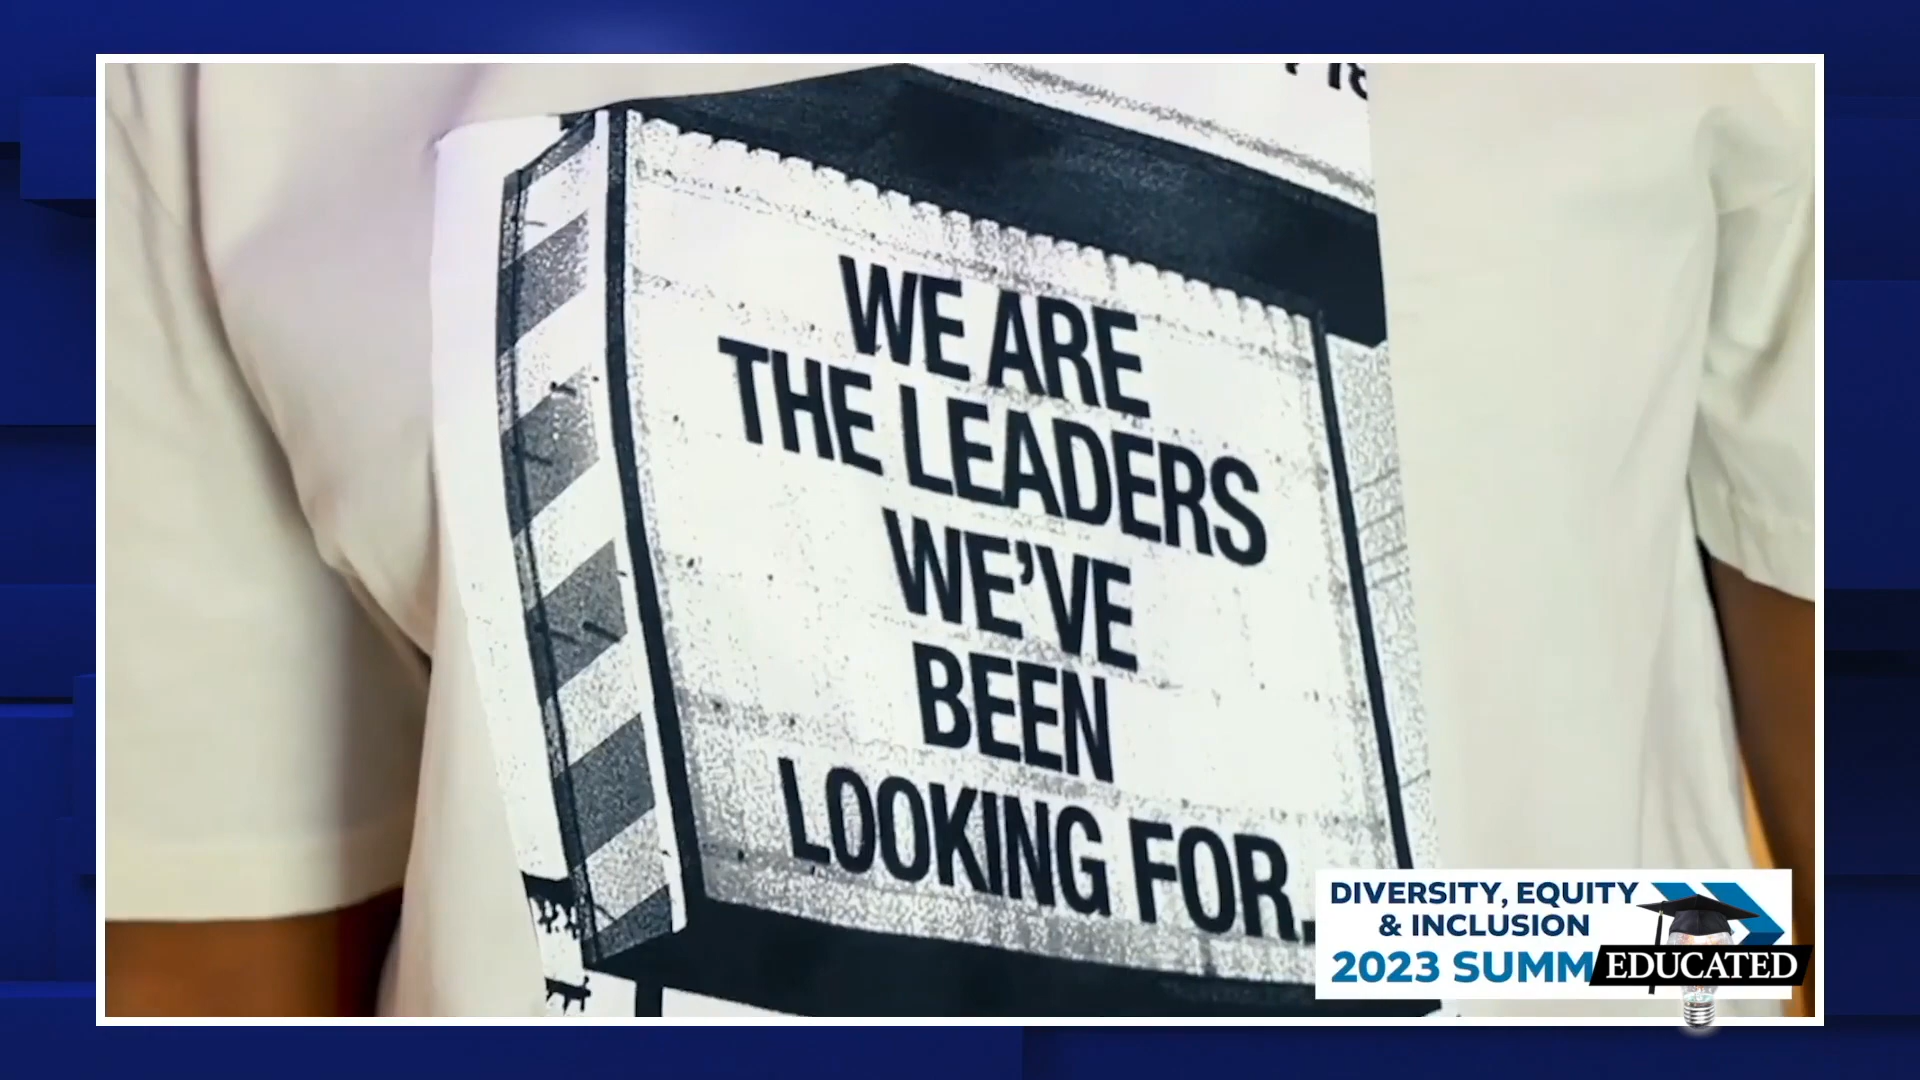 WE ARE
THE LEADERS
WE'VE
BEEN
LOOKING FOR.
DIVERSITY, EQUITY
& INCLUSION
2023 SUMM
EDUCATED